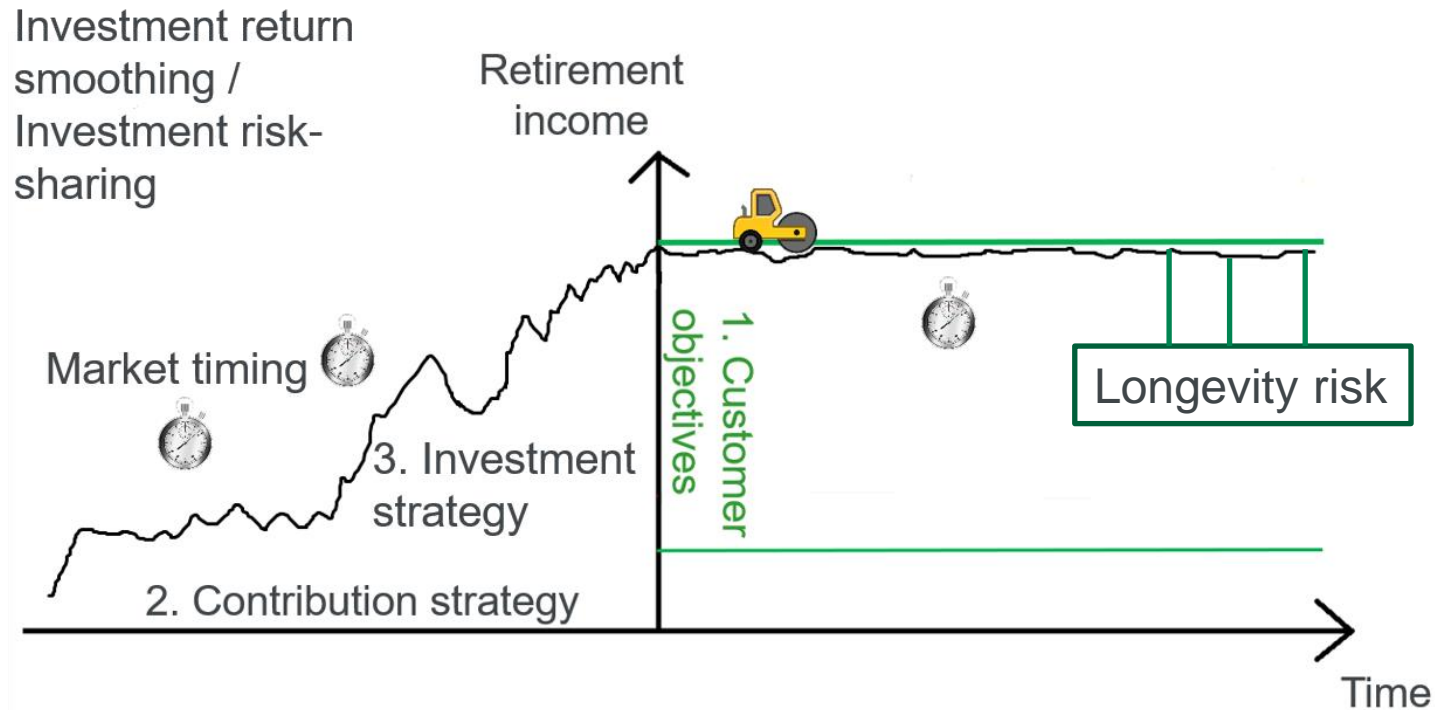 Investment return
smoothing /
Investment risk-
sharing
Retirement
income
Market timing
3. Investment
strategy
2. Contribution strategy
1. Customer
objectives
Longevity risk
Time